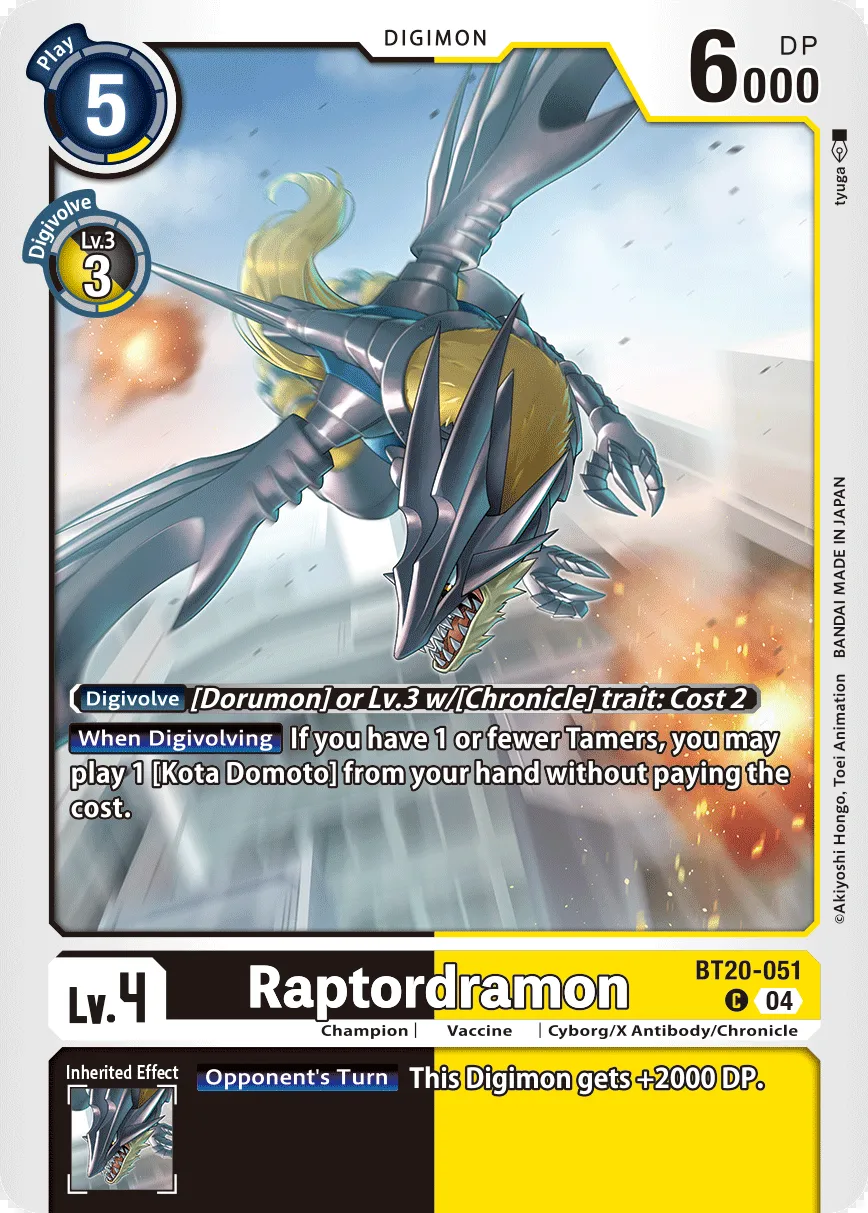 DIGIMON
Play
5
DP
6000
Digivolve
Lv.3
3
tyuga
Digivolve [Dorumon] or Lv.3 w/[Chronicle] trait: Cost 2
When Digivolving If you have 1 or fewer Tamers, you may
play 1 [Kota Domoto] from your hand without paying the
cost.
©Akiyoshi Hongo, Toei Animation BANDAI MADE IN JAPAN
Lv.4
Raptordramon
BT20-051
C 04
Champion | Vaccine | Cyborg/X Antibody/Chronicle
Inherited Effect
Opponent's Turn This Digimon gets +2000 DP.